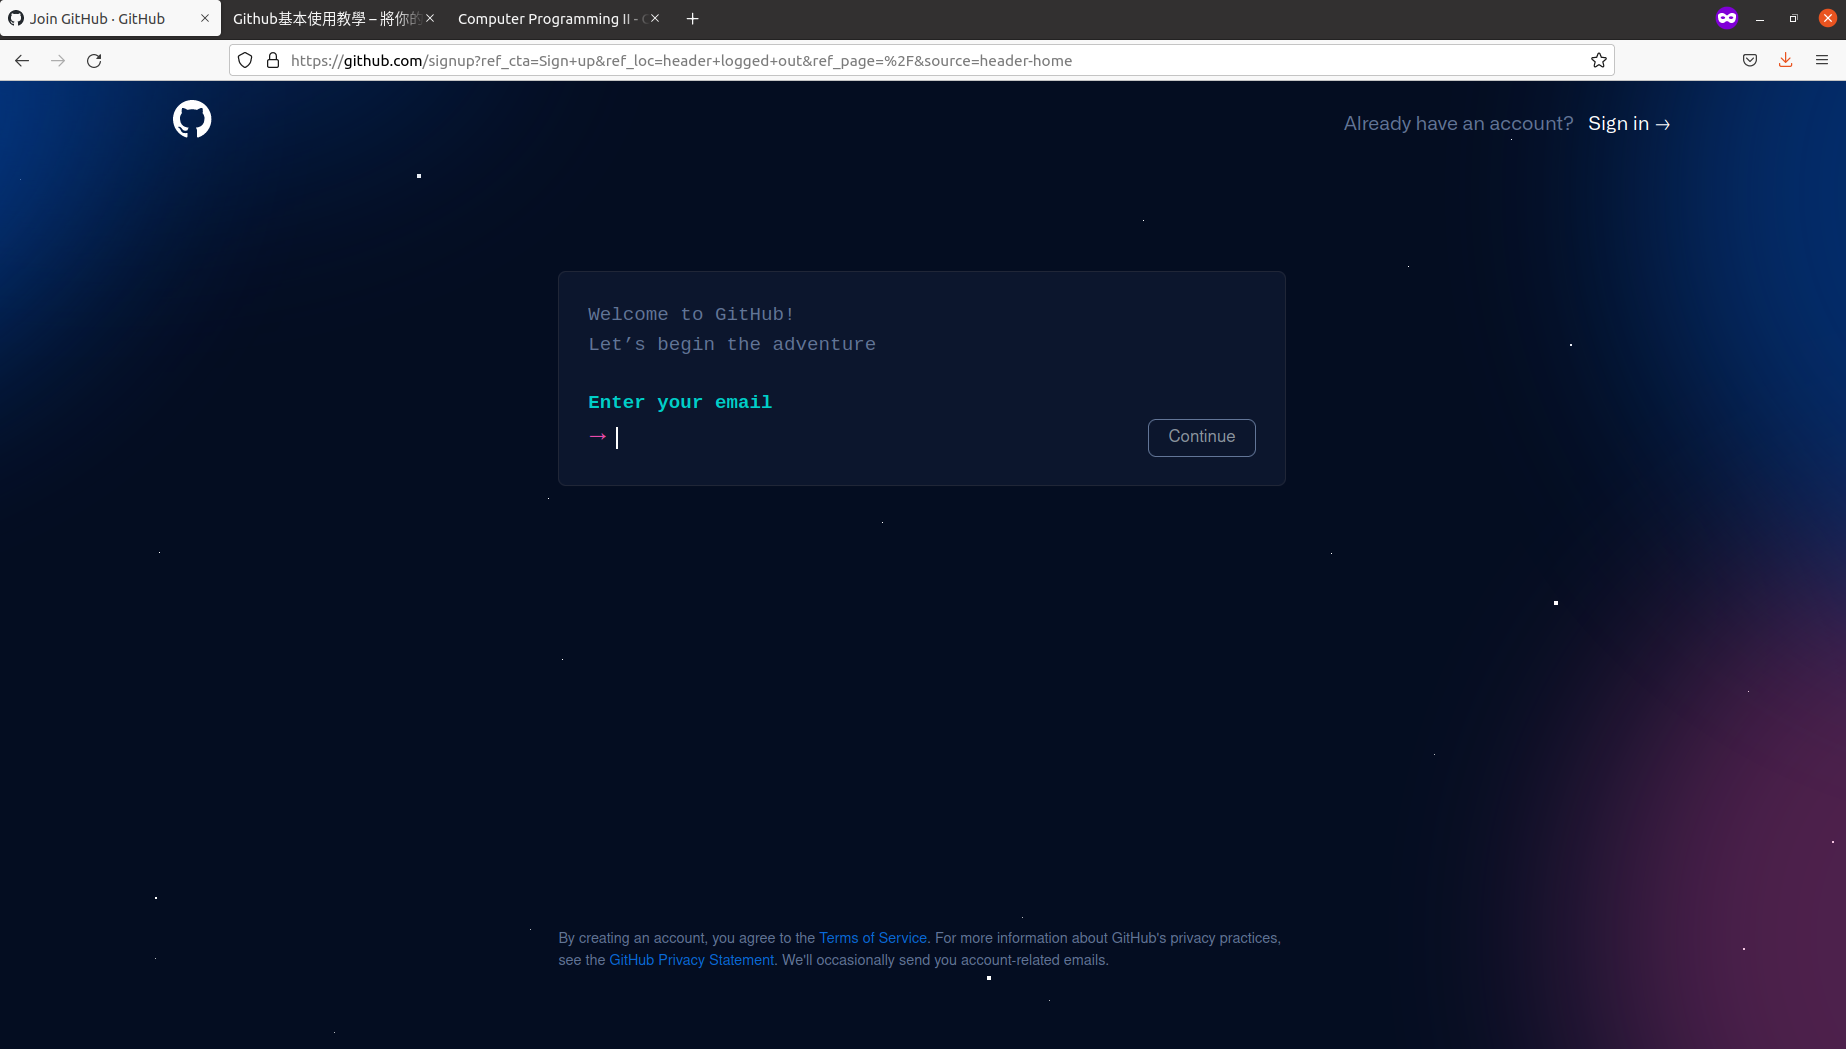 Join GitHub · GitHub
Github基本使用教學 – 將你的
Computer Programming II -
https://github.com/signup?ref_cta=Sign+up&ref_loc=header+logged+out&ref_page=%2F&source=header-home
Already have an account? Sign in →
Welcome to GitHub!
Let’s begin the adventure
Enter your email
→
Continue
By creating an account, you agree to the Terms of Service. For more information about GitHub's privacy practices,
see the GitHub Privacy Statement. We'll occasionally send you account-related emails.